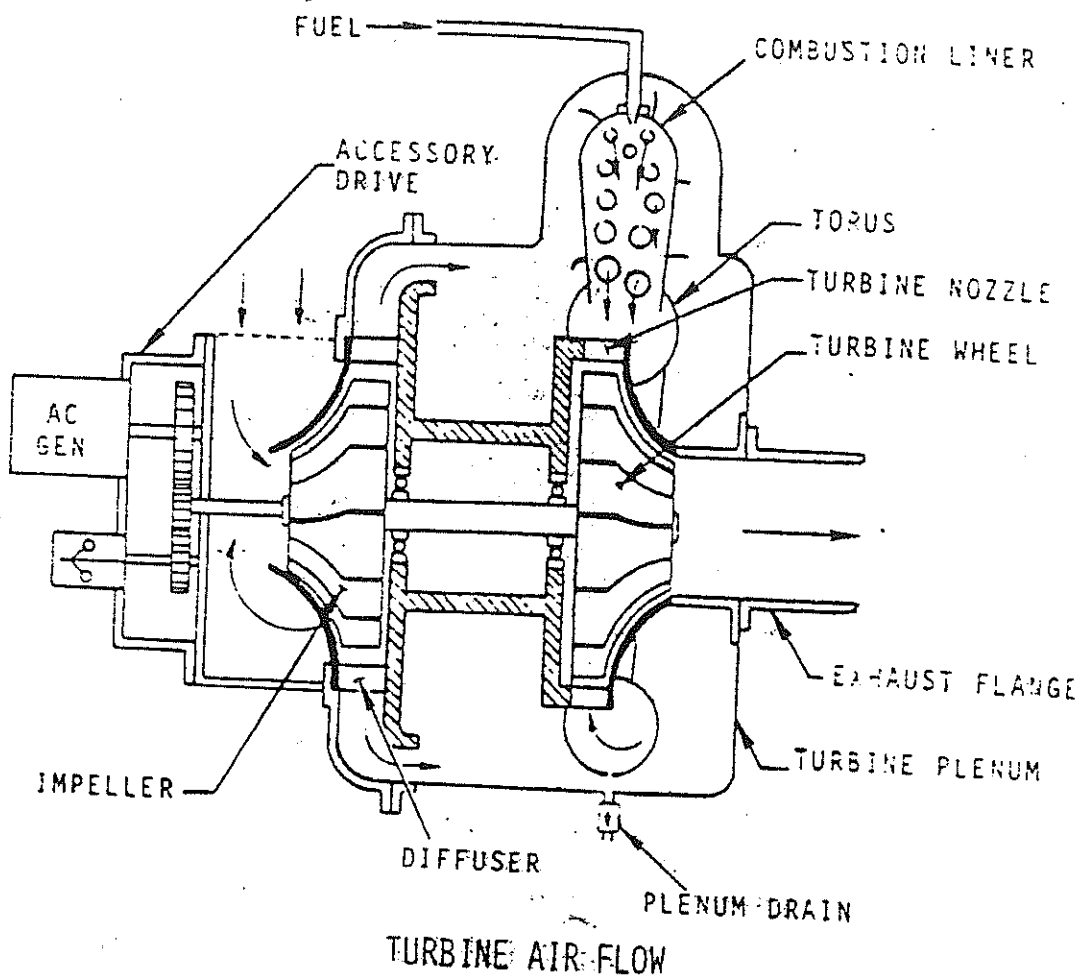 FUEL
COMBUSTION LINER
ACCESSORY
DRIVE
TORUS
TURBINE NOZZLE
TURBINE WHEEL
AC
GEN
EXHAUST FLANGE
TURBINE PLENUM
IMPELLER
DIFFUSER
PLENUM DRAIN
TURBINE AIR FLOW